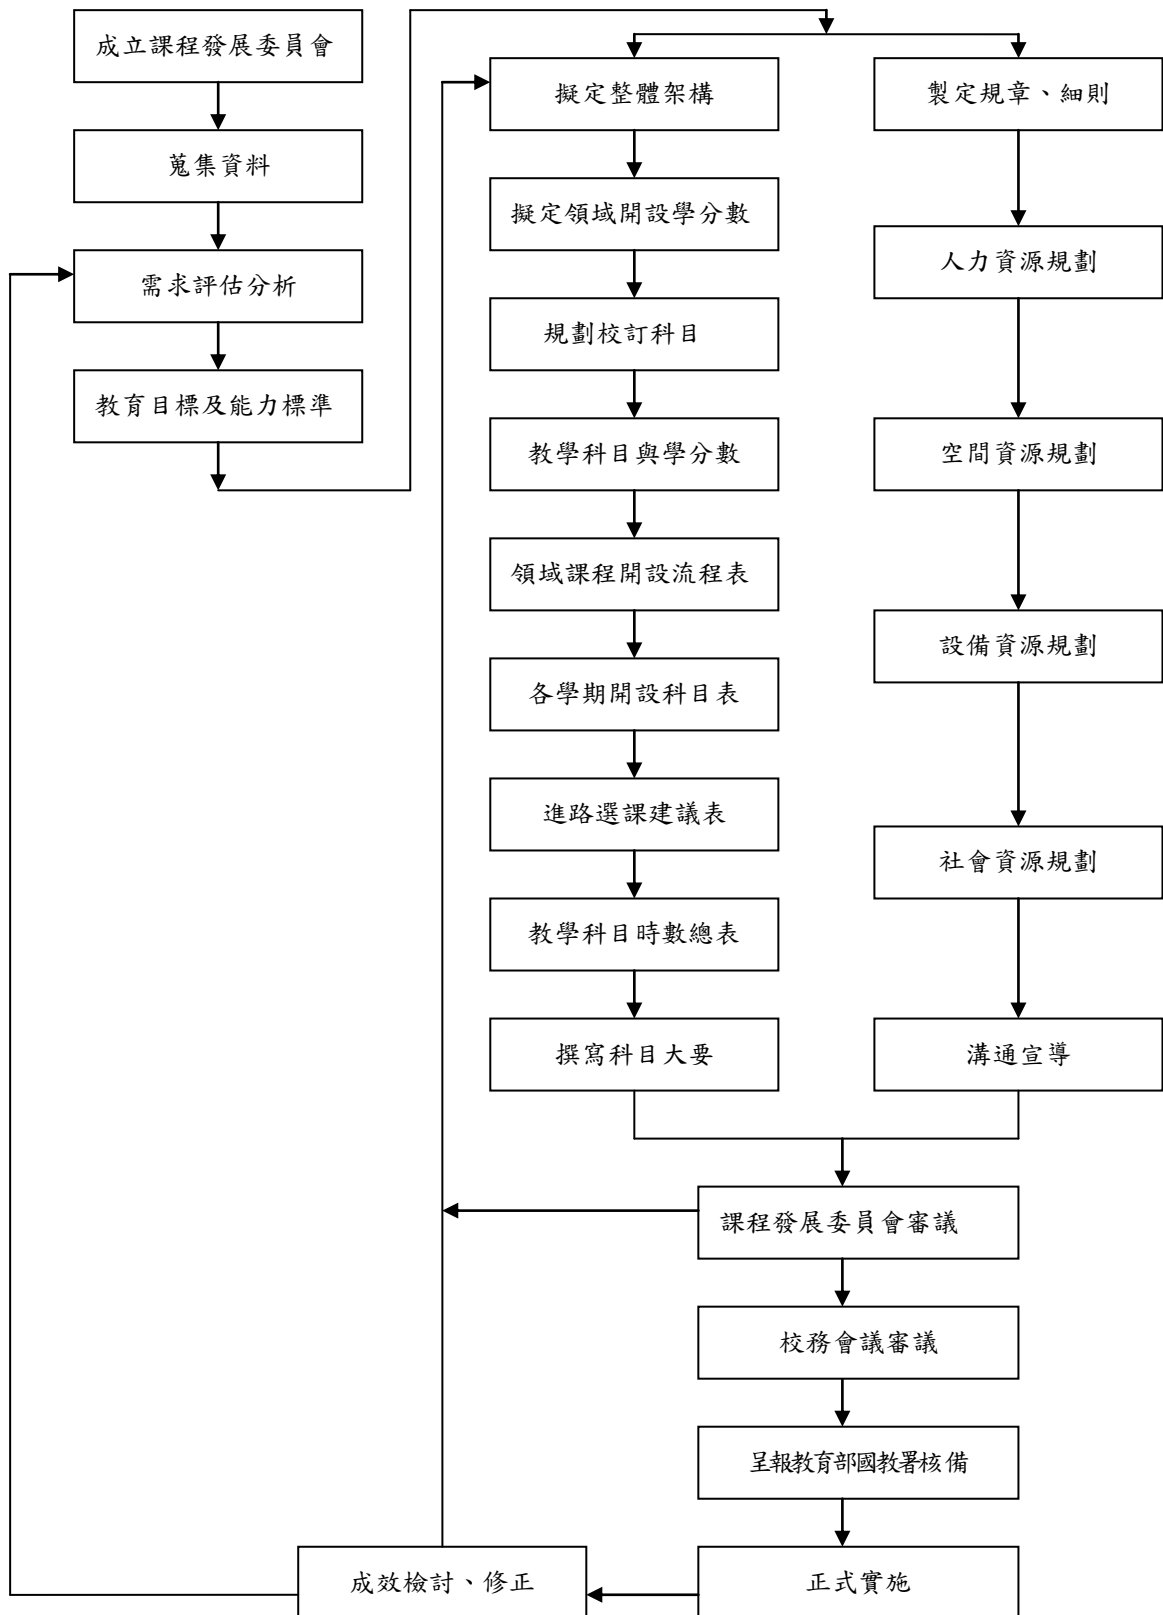 成立課程發展委員會
蒐集資料
需求評估分析
教育目標及能力標準
擬定整體架構
擬定領域開設學分數
規劃校訂科目
教學科目與學分數
領域課程開設流程表
各學期開設科目表
進路選課建議表
教學科目時數總表
撰寫科目大要
製定規章、細則
人力資源規劃
空間資源規劃
設備資源規劃
社會資源規劃
溝通宣導
課程發展委員會審議
校務會議審議
呈報教育部國教署核備
正式實施
成效檢討、修正